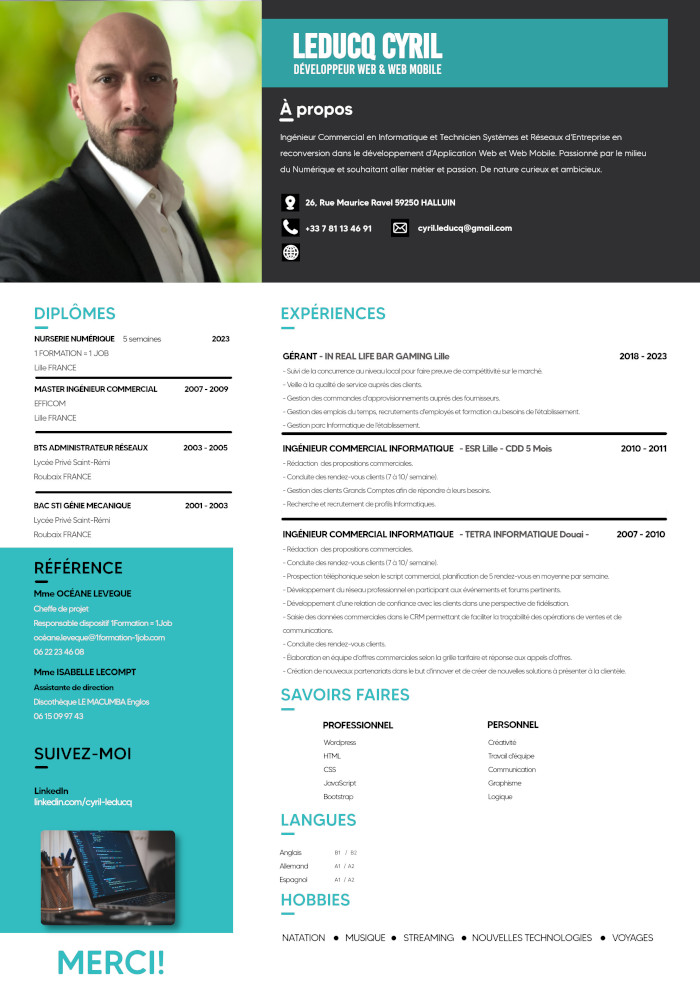 LEDUCQ CYRIL
DÉVELOPPEUR WEB & WEB MOBILE
À propos
Ingénieur Commercial en Informatique et Technicien Systèmes et Réseaux d'Entreprise en
reconversion dans le développement d'Application Web et Web Mobile. Passionné par le milieu
du Numérique et souhaitant allier métier et passion. De nature curieux et ambicieux.
26, Rue Maurice Ravel 59250 HALLUIN
+33 7 81 13 46 91 cyril.leducq@gmail.com
DIPLÔMES
NURSERIE NUMÉRIQUE 5 semaines 2023
1 FORMATION = 1 JOB
Lille FRANCE
MASTER INGÉNIEUR COMMERCIAL 2007 - 2009
EFFICOM
Lille FRANCE
BTS ADMINISTRATEUR RÉSEAUX 2003 - 2005
Lycée Privé Saint-Rémi
Roubaix FRANCE
BAC STI GÉNIE MECANIQUE 2001 - 2003
Lycée Privé Saint-Rémi
Roubaix FRANCE
RÉFÉRENCE
Mme OCÉANE LEVEQUE
Cheffe de projet
Responsable dispositif 1Formation = 1Job
océane.leveque@1formation-1job.com
06 22 23 46 08
Mme ISABELLE LECOMPT
Assistante de direction
Discothèque LE MACUMBA Englos
06 15 09 97 43
SUIVEZ-MOI
LinkedIn
linkedin.com/cyril-leducq
MERCI!
EXPÉRIENCES
GÉRANT - IN REAL LIFE BAR GAMING Lille 2018 - 2023
- Suivi de la concurrence au niveau local pour faire preuve de compétitivité sur le marché.
- Veille à la qualité de service auprès des clients.
- Gestion des commandes d'approvisionnements auprès des fournisseurs.
- Gestion des emplois du temps, recrutements d'employés et formation au besoins de l'établissement.
- Gestion parc Informatique de l'établissement.
INGÉNIEUR COMMERCIAL INFORMATIQUE - ESR Lille - CDD 5 Mois 2010 - 2011
- Rédaction des propositions commerciales.
- Conduite des rendez-vous clients (7 à 10/ semaine).
- Gestion des clients Grands Comptes afin de répondre à leurs besoins.
- Recherche et recrutement de profils Informatiques.
INGÉNIEUR COMMERCIAL INFORMATIQUE - TETRA INFORMATIQUE Douai - 2007 - 2010
- Rédaction des propositions commerciales.
- Conduite des rendez-vous clients (7 à 10/ semaine).
- Prospection téléphonique selon le script commercial, planification de 5 rendez-vous en moyenne par semaine.
- Développement du réseau professionnel en participant aux événements et forums pertinents.
- Développement d'une relation de confiance avec les clients dans une perspective de fidélisation.
- Saisie des données commerciales dans le CRM permettant de faciliter la traçabilité des opérations de ventes et de
communications.
- Conduite des rendez-vous clients.
- Élaboration en équipe d'offres commerciales selon la grille tarifaire et réponse aux appels d'offres.
- Création de nouveaux partenariats dans le but d'innover et de créer de nouvelles solutions à présenter à la clientèle.
SAVOIRS FAIRES
PROFESSIONNEL
Wordpress
HTML
CSS
JavaScript
Bootstrap
PERSONNEL
Créativité
Travail d'équipe
Communication
Graphisme
Logique
LANGUES
Anglais B1 / B2
Allemand A1 / A2
Espagnol A1 / A2
HOBBIES
NATATION ● MUSIQUE ● STREAMING ● NOUVELLES TECHNOLOGIES ● VOYAGES